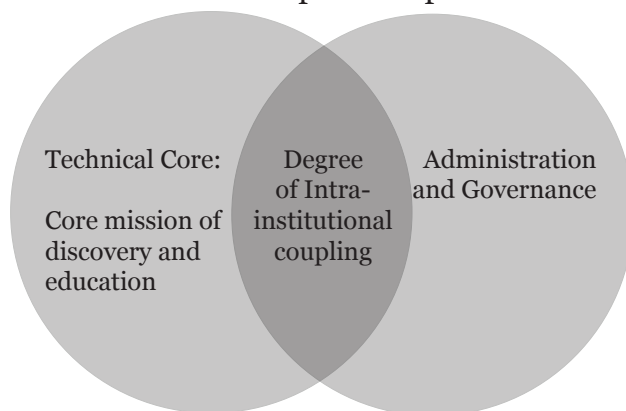 Technical Core:
Core mission of
discovery and
education
Degree
of Intra-
institutional
coupling
Administration
and Governance